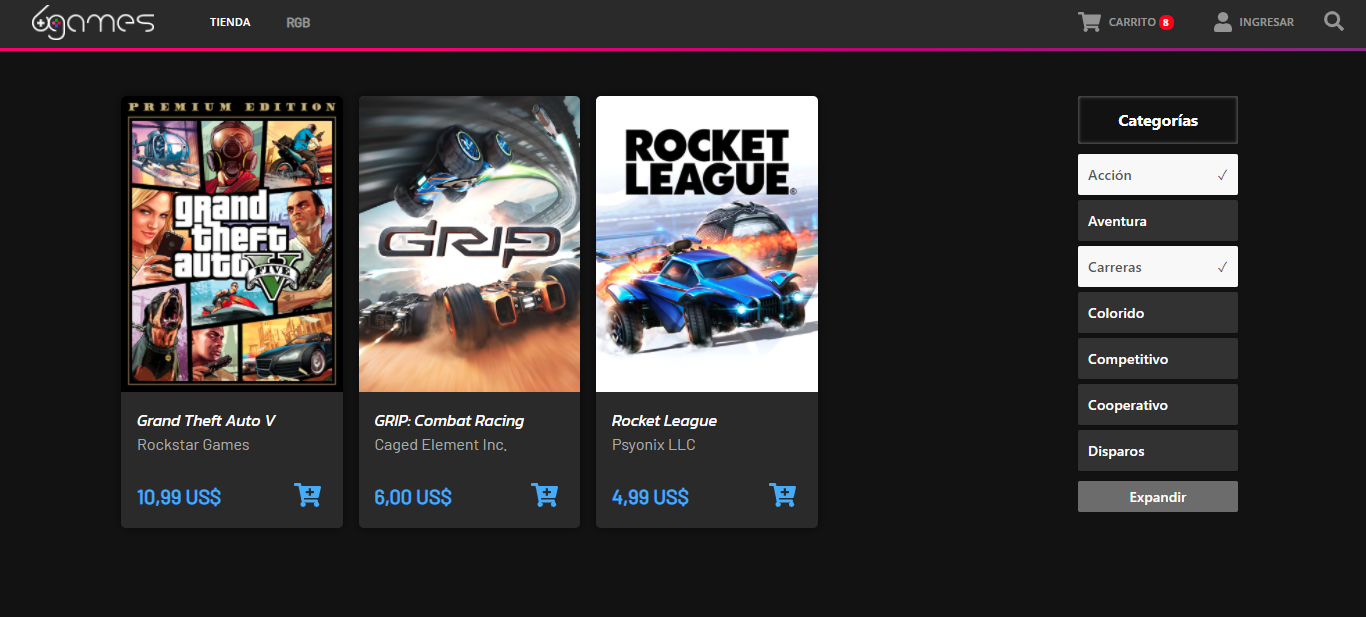 6games
TIENDA
RGB
CARRITO 8
INGRESAR
PREMIUM EDITION
grand
theft
auto
FIVE
GRIP
ROCKET
LEAGUE®
Grand Theft Auto V
Rockstar Games
10,99 US$
GRIP: Combat Racing
Caged Element Inc.
6,00 US$
Rocket League
Psyonix LLC
4,99 US$
Categorías
Acción ✓
Aventura
Carreras ✓
Colorido
Competitivo
Cooperativo
Disparos
Expandir